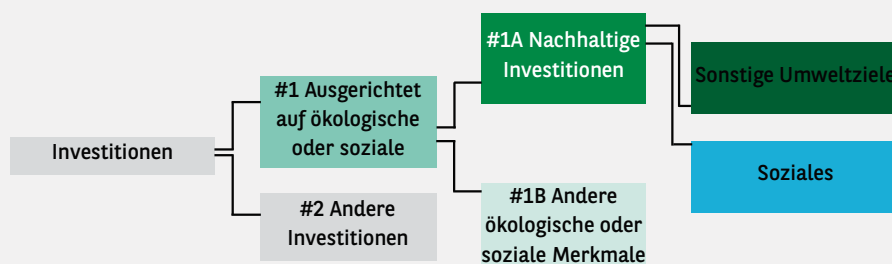 Investitionen
#1 Ausgerichtet
auf ökologische
oder soziale
#2 Andere
Investitionen
#1A Nachhaltige
Investitionen
#1B Andere
ökologische oder
soziale Merkmale
Sonstige Umweltziele
Soziales